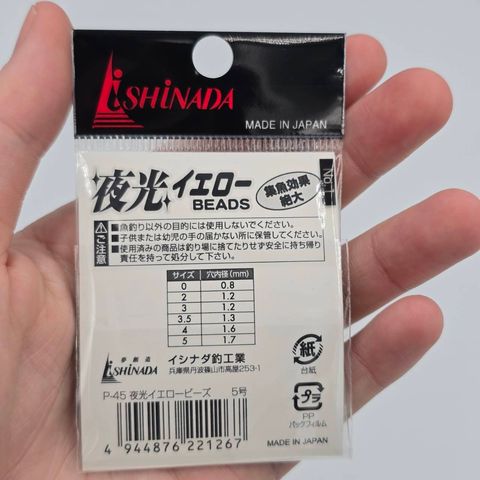 iSHiNADA
MADE IN JAPAN
夜光イエロー
BEADS
集魚効果
絶大
ご注意
■魚釣り以外の目的には使用しないでください。
■子供または幼児の手の届かない所に保管してください。
■使用済みの商品は釣り場に捨てたりせず安全に持ち帰り
責任を持って処分して下さい。
サイズ 穴内径(mm)
0 0.8
2 1.2
3 1.2
3.5 1.3
4 1.6
5 1.7
夢創造
iSHiNADA
イシナダ釣工業
兵庫県丹波篠山市高屋253-1
紙
台紙
P-45 夜光イエロービーズ 5号
4 944876 221267
プラ
PP
パックフィルム
MADE IN JAPAN